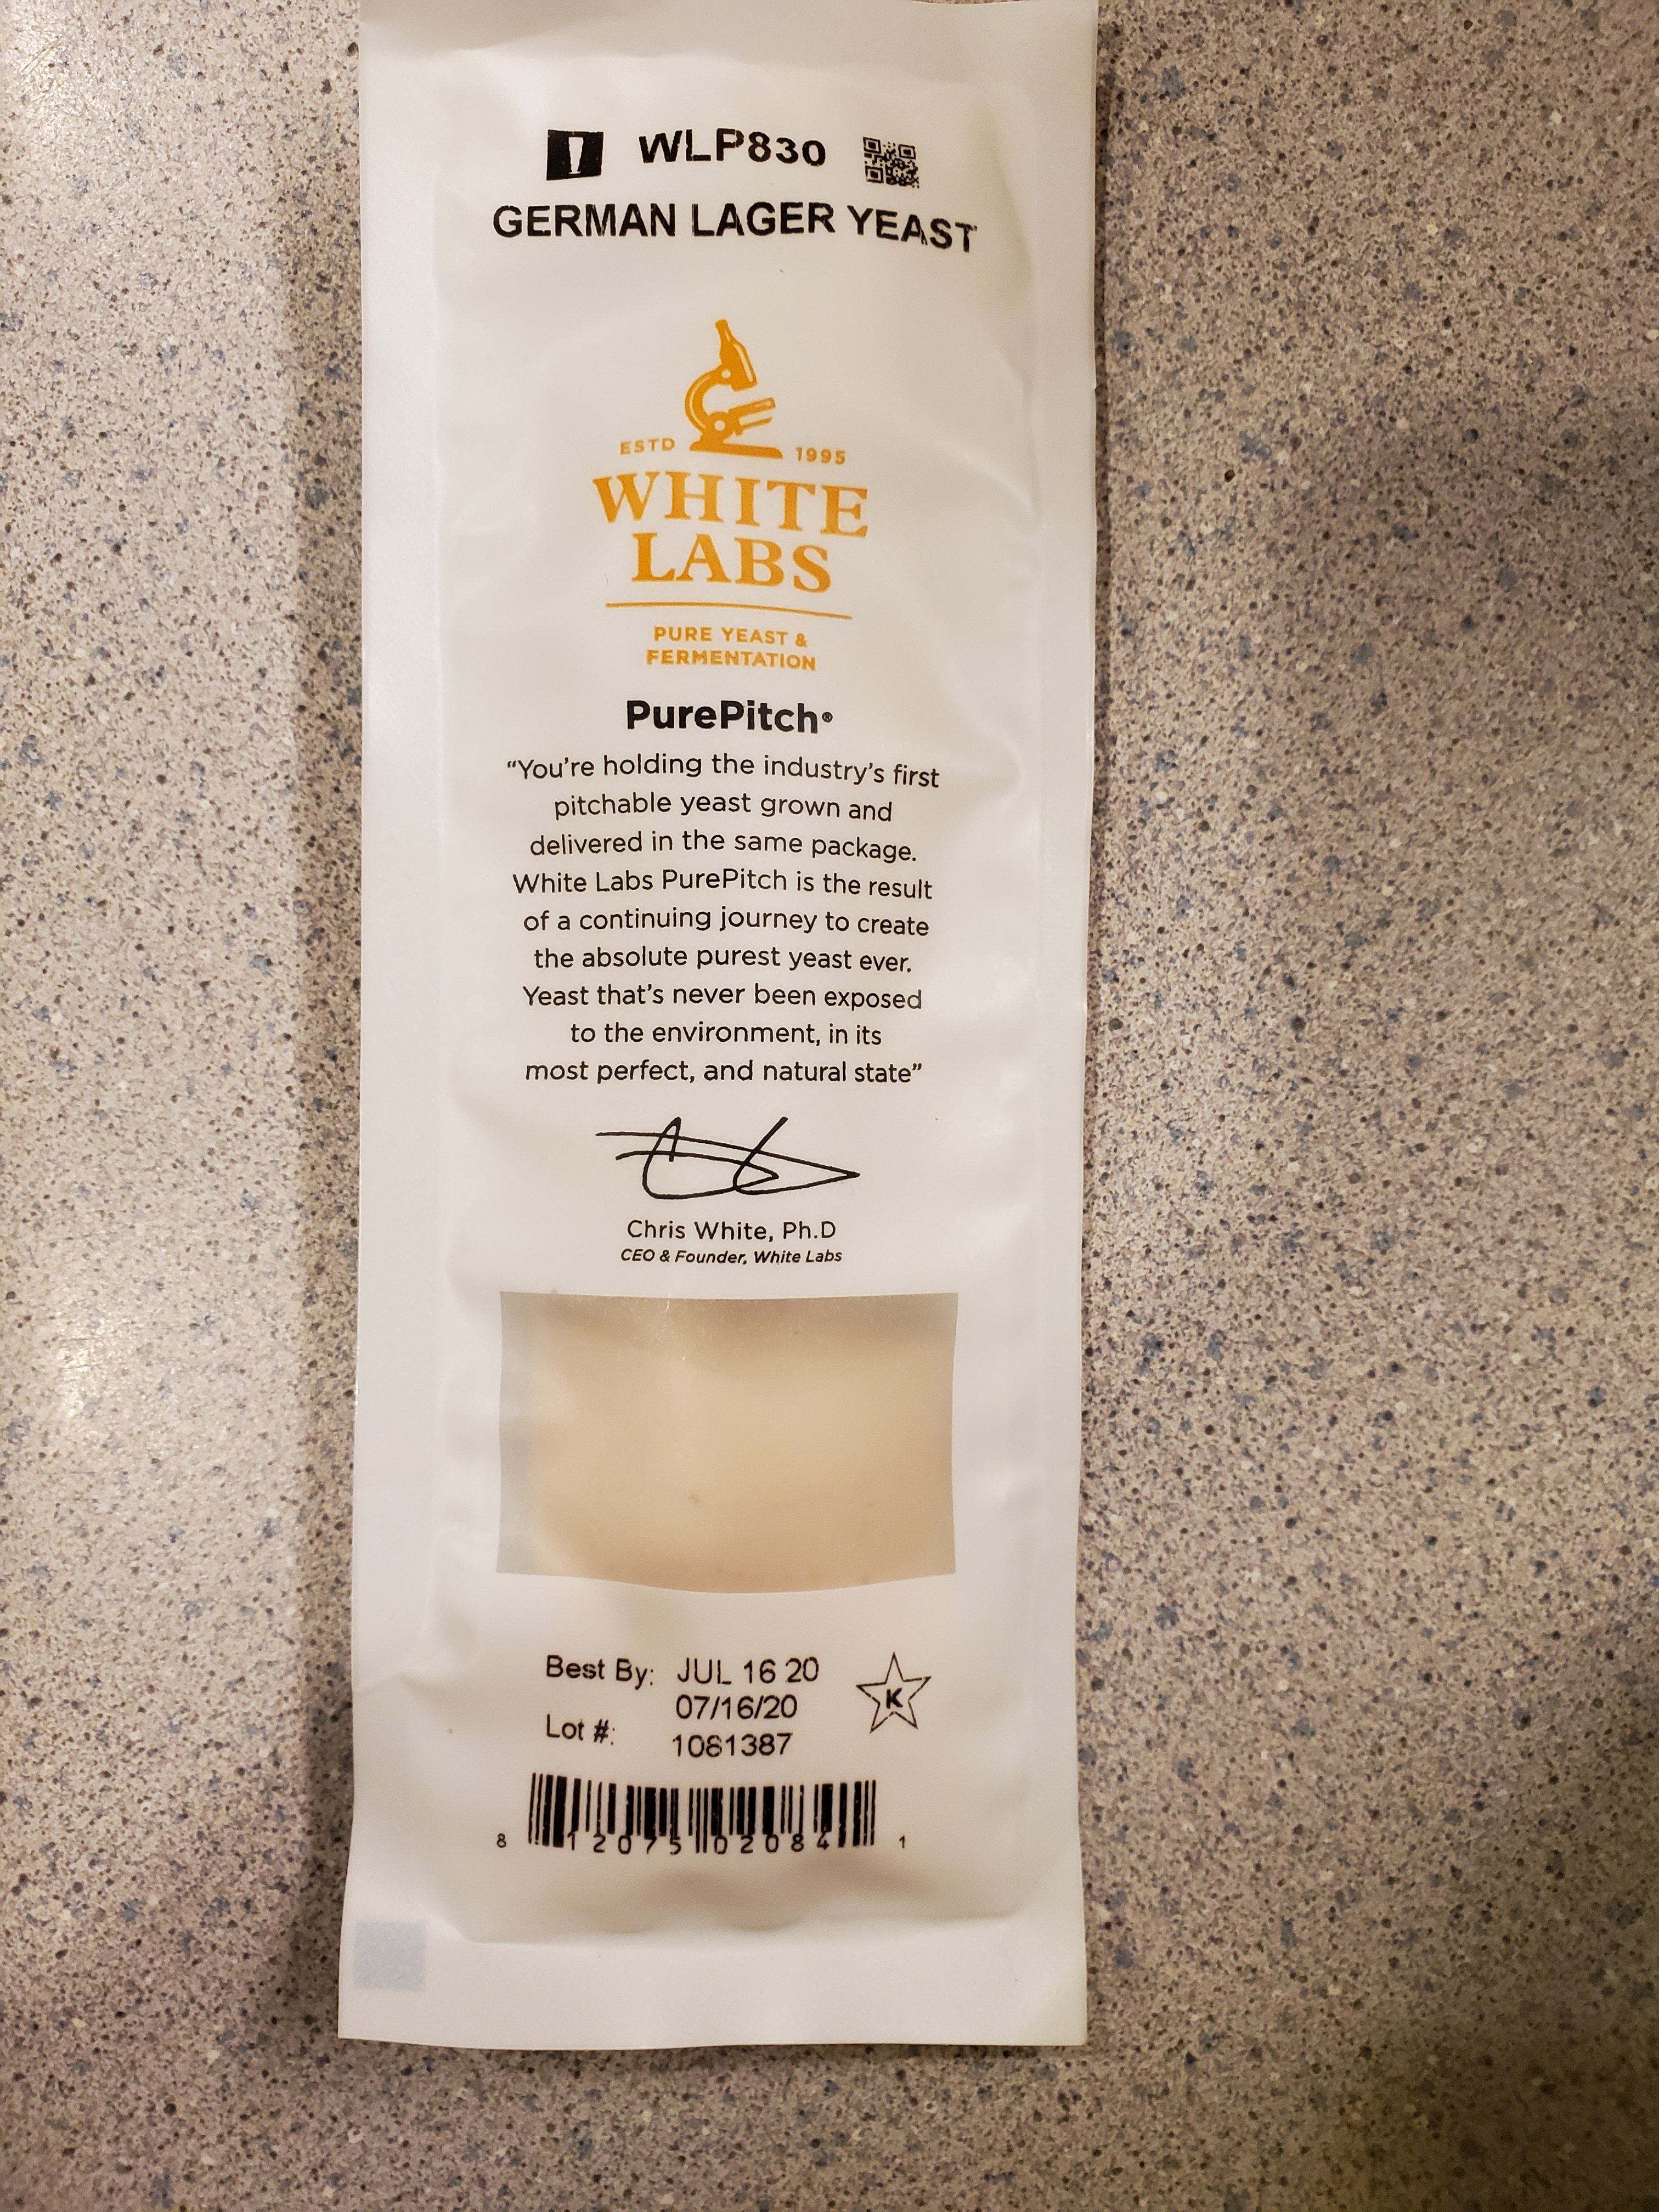 WLP830
GERMAN LAGER YEAST
ESTD 1995
WHITE
LABS
PURE YEAST &
FERMENTATION
PurePitch®
“You’re holding the industry’s first
pitchable yeast grown and
delivered in the same package.
White Labs PurePitch is the result
of a continuing journey to create
the absolute purest yeast ever.
Yeast that’s never been exposed
to the environment, in its
most perfect, and natural state”
Chris White, Ph.D
CEO & Founder, White Labs
Best By: JUL 16 20
07/16/20
Lot #: 1061387
K
8 12075 02084 1